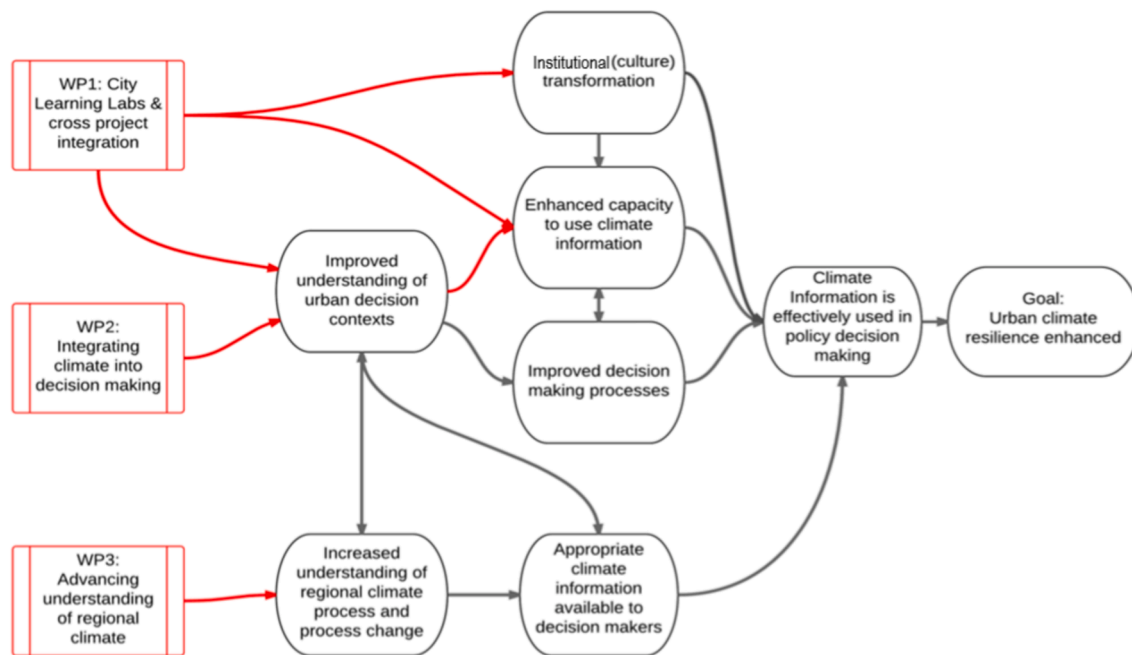 Institutional (culture)
transformation
WP1: City
Learning Labs &
cross project
integration
Enhanced capacity
to use climate
information
Improved
understanding of
urban decision
contexts
Climate
Information is
effectively used in
policy decision
making
Goal:
Urban climate
resilience enhanced
WP2:
Integrating
climate into
decision making
Improved decision
making processes
WP3:
Advancing
understanding
of regional
climate
Increased
understanding of
regional climate
process and
process change
Appropriate
climate
information
available to
decision makers